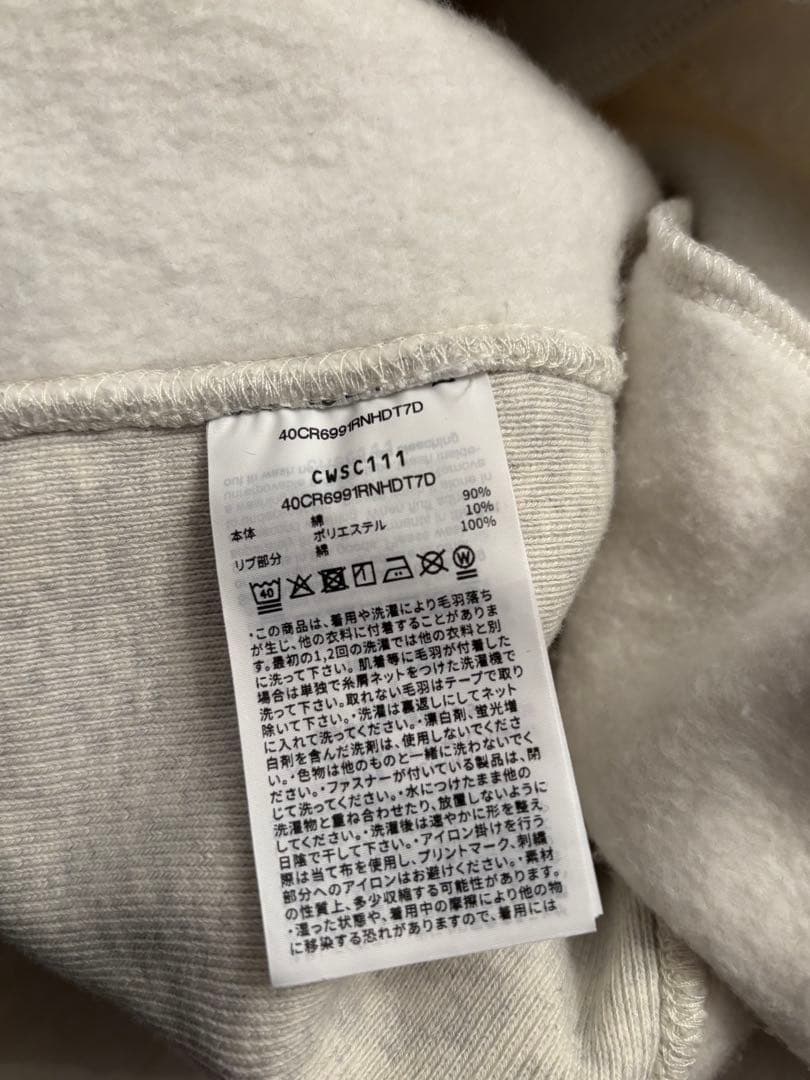 40CR6991RNHDT7D
CWSC111
40CR6991RNHDT7D
本体 綿 90%
ポリエステル 10%
リブ部分 綿 100%
40 W
・この商品は、着用や洗濯により毛羽落ち
が生じ、他の衣料に付着することがありま
す。最初の1,2回の洗濯では他の衣料と別
に洗って下さい。肌着等に毛羽が付着した
場合は単独で糸屑ネットをつけた洗濯機で
洗って下さい。取れない毛羽はテープで取り
除いて下さい。・洗濯は裏返しにしてネット
に入れて洗ってください。・漂白剤、蛍光増
白剤を含んだ洗剤は、使用しないでくださ
い。・色物は他のものと一緒に洗わないでく
ださい。・ファスナーが付いている製品は、閉
じて洗ってください。・水につけたまま他の
洗濯物と重ね合わせたり、放置しないように
してください。・洗濯後は速やかに形を整え
日陰で干して下さい。・アイロン掛けを行う
際は当て布を使用し、プリントマーク、刺繍
部分へのアイロンはお避けください。・素材
の性質上、多少収縮する可能性があります。
・湿った状態や、着用中の摩擦により他の物
に移染する恐れがありますので、着用には